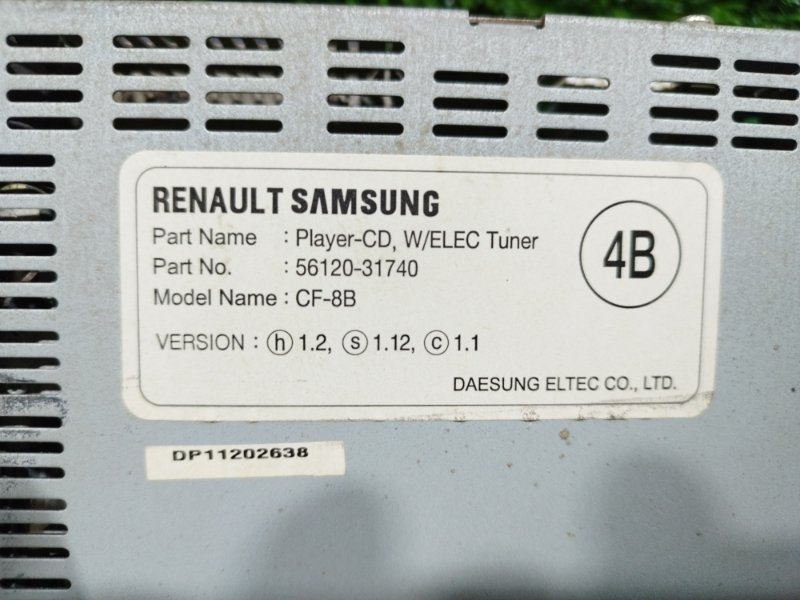 RENAULT SAMSUNG
Part Name : Player-CD, W/ELEC Tuner
Part No. : 56120-31740
Model Name : CF-8B
4B
VERSION : ⓗ 1.2, ⓢ 1.12, ⓒ 1.1
DAESUNG ELTEC CO., LTD.
DP11202638